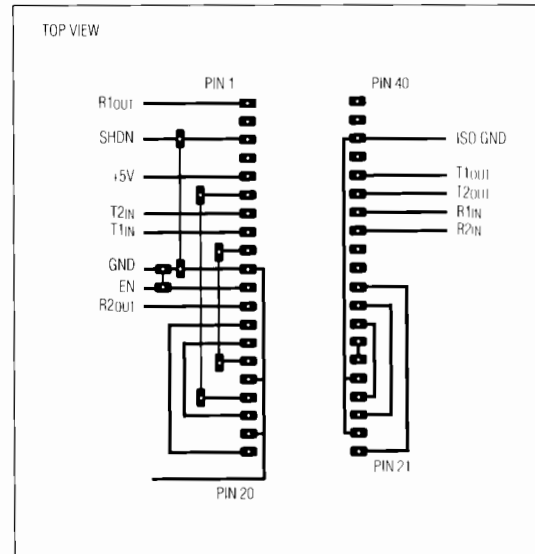 TOP VIEW
PIN 1
PIN 40
R1OUT
SHDN
ISO GND
+5V
T1OUT
T2OUT
T2IN
R1IN
T1IN
R2IN
GND
EN
R2OUT
PIN 21
PIN 20